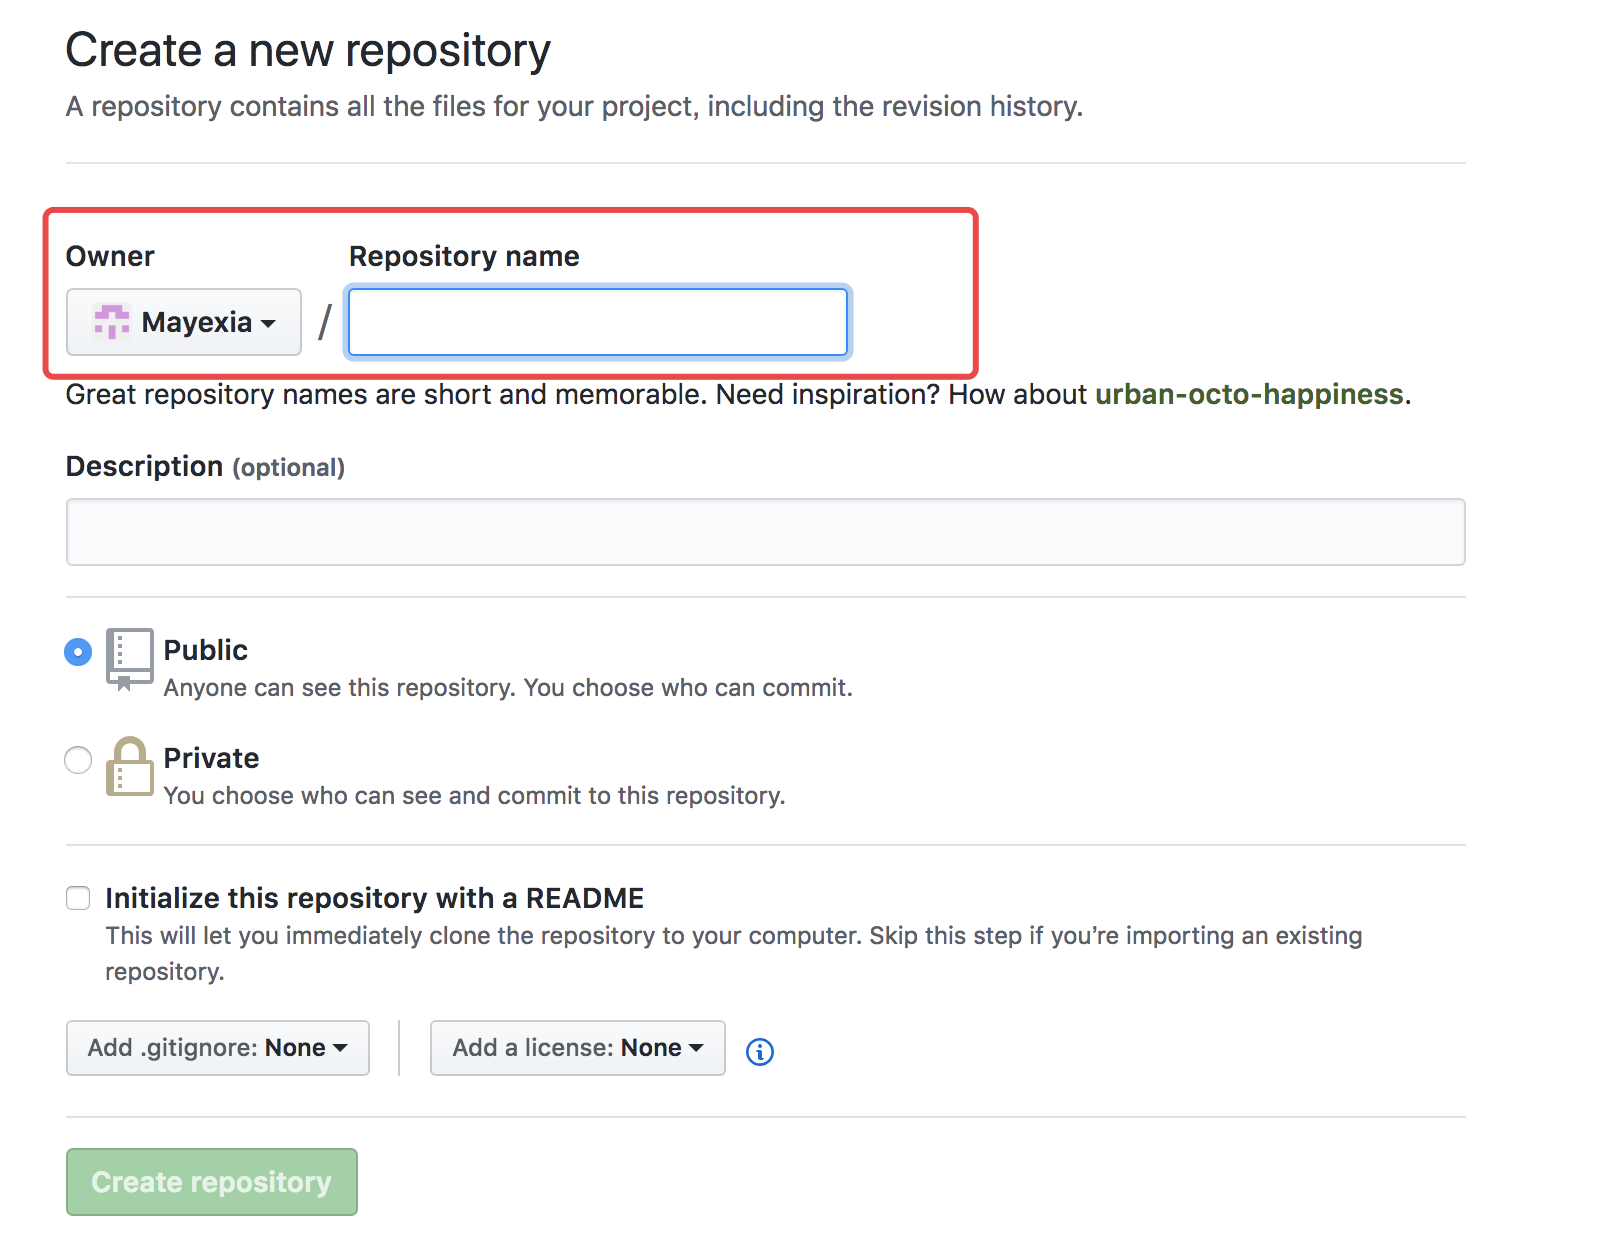 Create a new repository
A repository contains all the files for your project, including the revision history.
Owner
Repository name
Mayexia
/
Great repository names are short and memorable. Need inspiration? How about urban-octo-happiness.
Description (optional)
Public
Anyone can see this repository. You choose who can commit.
Private
You choose who can see and commit to this repository.
Initialize this repository with a README
This will let you immediately clone the repository to your computer. Skip this step if you’re importing an existing
repository.
Add .gitignore: None
Add a license: None
Create repository